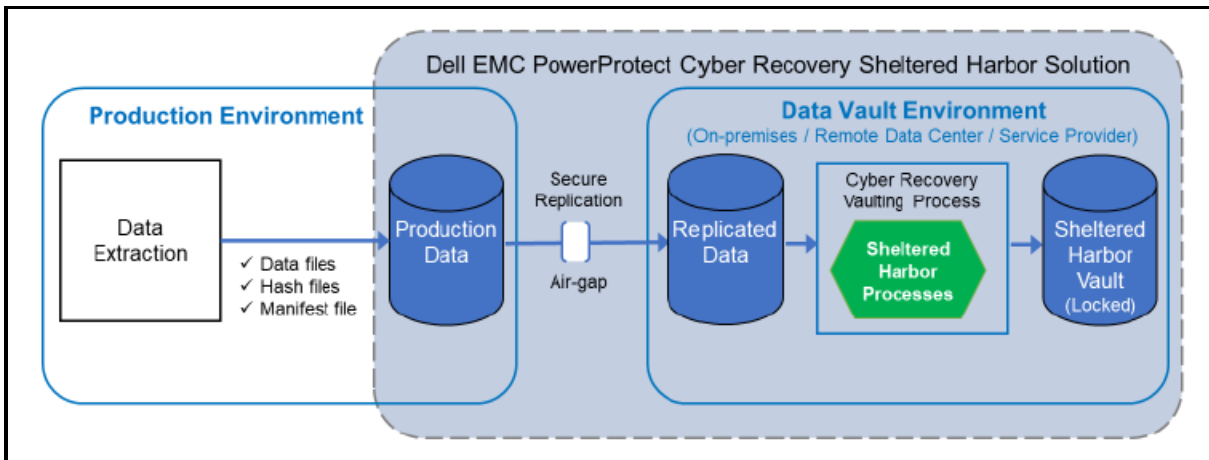 Dell EMC PowerProtect Cyber Recovery Sheltered Harbor Solution
Production Environment
Data
Extraction
✓ Data files
✓ Hash files
✓ Manifest file
Production
Data
Secure
Replication
Air-gap
Data Vault Environment
(On-premises / Remote Data Center / Service Provider)
Replicated
Data
Cyber Recovery
Vaulting Process
Sheltered
Harbor
Processes
Sheltered
Harbor
Vault
(Locked)